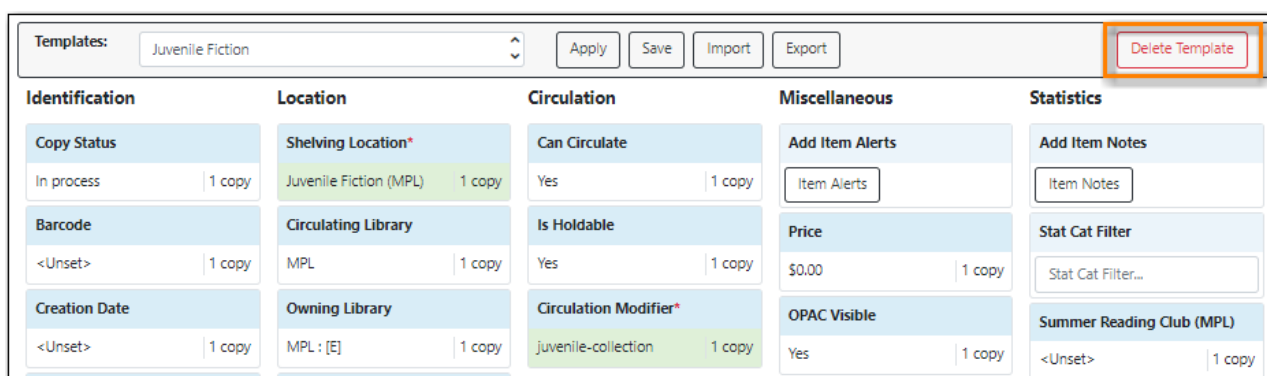 Templates: Juvenile Fiction Apply Save Import Export Delete Template
Identification Location Circulation Miscellaneous Statistics
Copy Status Shelving Location* Can Circulate Add Item Alerts Add Item Notes
In process 1 copy Juvenile Fiction (MPL) 1 copy Yes 1 copy Item Alerts Item Notes
Barcode Circulating Library Is Holdable Price Stat Cat Filter
<Unset> 1 copy MPL 1 copy Yes 1 copy $0.00 1 copy Stat Cat Filter...
Creation Date Owning Library Circulation Modifier* OPAC Visible Summer Reading Club (MPL)
<Unset> 1 copy MPL : [E] 1 copy juvenile-collection 1 copy Yes 1 copy <Unset> 1 copy